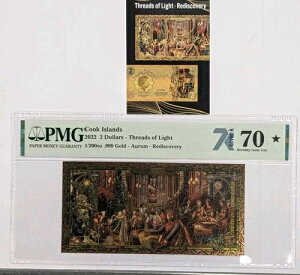 Threads of Light - Rediscovery
2
PMG
PAPER MONEY GUARANTY
Cook Islands
2022 2 Dollars - Threads of Light
1/200oz .999 Gold - Aurum - Rediscovery
70 ★